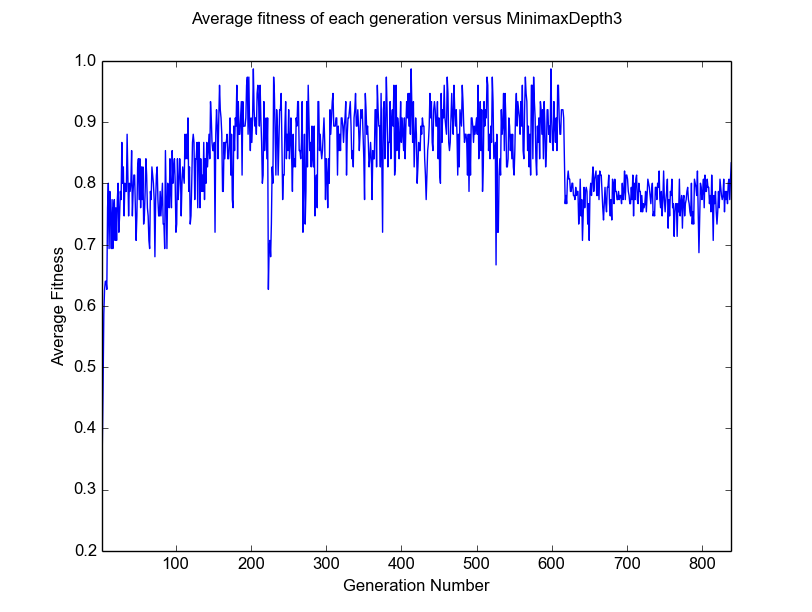 Average fitness of each generation versus MinimaxDepth3
1.0
0.9
0.8
0.7
0.6
0.5
0.4
0.3
0.2
Average Fitness
100 200 300 400 500 600 700 800
Generation Number